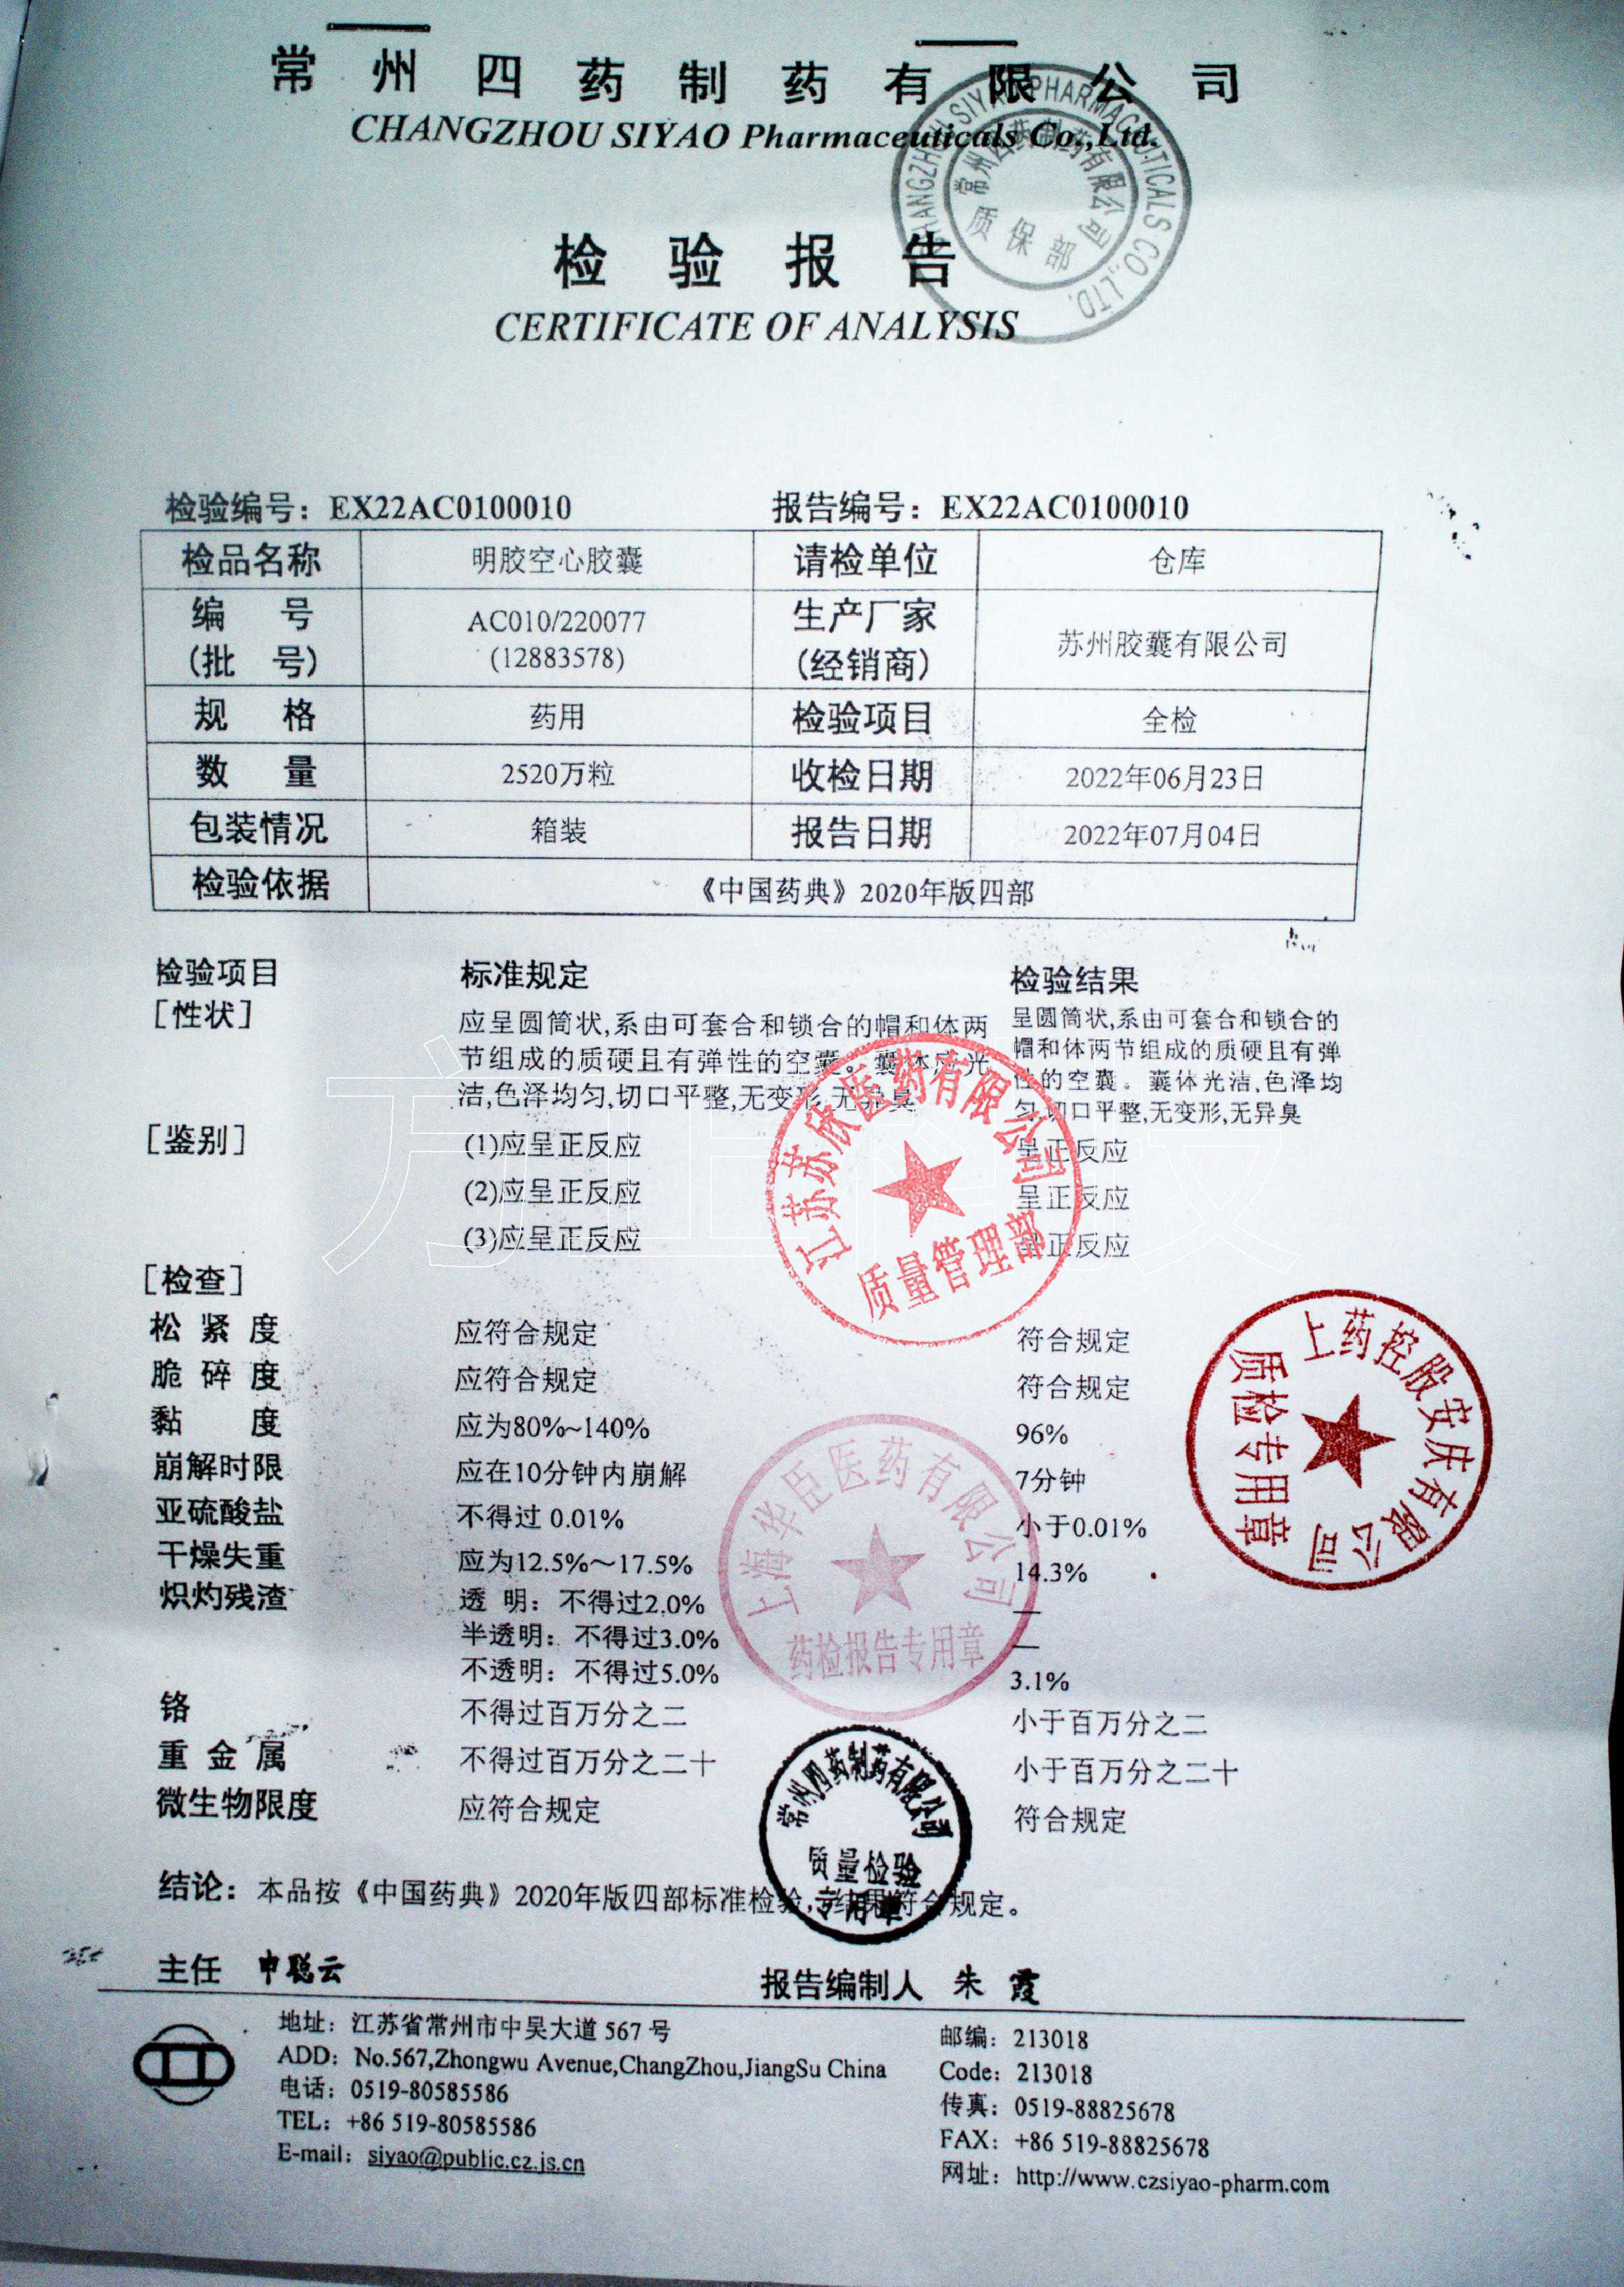 常州四药制药有限公司
CHANGZHOU SIYAO Pharmaceuticals Co.,Ltd.
CHANGZHOU SIYAO PHARMACEUTICALS CO.,LTD.
常州四药制药有限公司
质保部
检验报告
CERTIFICATE OF ANALYSIS
检验编号：EX22AC0100010 报告编号：EX22AC0100010
检品名称 明胶空心胶囊 请检单位 仓库
编号 AC010/220077 生产厂家 苏州胶囊有限公司
(批号) (12883578) (经销商)
规格 药用 检验项目 全检
数量 2520万粒 收检日期 2022年06月23日
包装情况 箱装 报告日期 2022年07月04日
检验依据 《中国药典》2020年版四部
检验项目 标准规定 检验结果
[性状] 应呈圆筒状,系由可套合和锁合的帽和体两 呈圆筒状,系由可套合和锁合的
节组成的质硬且有弹性的空囊。囊体应光 帽和体两节组成的质硬且有弹
洁,色泽均匀,切口平整,无变形,无异臭 性的空囊。囊体光洁,色泽均
匀,切口平整,无变形,无异臭
[鉴别] (1)应呈正反应 呈正反应
(2)应呈正反应 呈正反应
(3)应呈正反应 呈正反应
江苏苏欣医药有限公司
质量管理部
[检查]
松紧度 应符合规定 符合规定
脆碎度 应符合规定 符合规定
黏度 应为80%~140% 96%
崩解时限 应在10分钟内崩解 7分钟
亚硫酸盐 不得过 0.01% 小于0.01%
干燥失重 应为12.5%～17.5% 14.3%
炽灼残渣 透 明：不得过2.0% —
半透明：不得过3.0% —
不透明：不得过5.0% 3.1%
上药控股安庆有限公司
质检专用章
上海华臣医药有限公司
药检报告专用章
铬 不得过百万分之二 小于百万分之二
重金属 不得过百万分之二十 小于百万分之二十
微生物限度 应符合规定 符合规定
常州四药制药有限公司
质量检验
专用章
结论：本品按《中国药典》2020年版四部标准检验，结果符合规定。
主任 申聪云 报告编制人 朱霞
地址：江苏省常州市中吴大道 567 号 邮编：213018
ADD：No.567,Zhongwu Avenue,ChangZhou,JiangSu China Code：213018
电话：0519-80585586 传真：0519-88825678
TEL：+86 519-80585586 FAX：+86 519-88825678
E-mail：siyao@public.cz.js.cn 网址：http://www.czsiyao-pharm.com